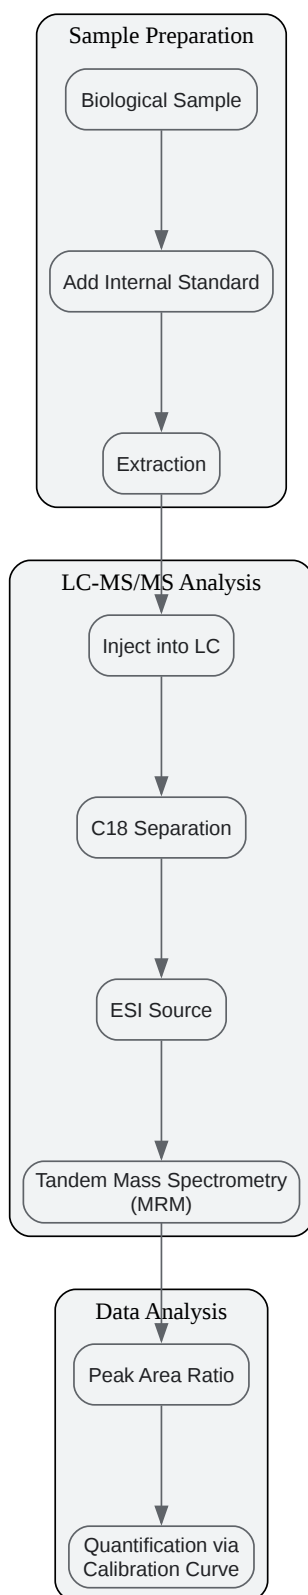 Sample Preparation
Biological Sample
Add Internal Standard
Extraction
LC-MS/MS Analysis
Inject into LC
C18 Separation
ESI Source
Tandem Mass Spectrometry
(MRM)
Data Analysis
Peak Area Ratio
Quantification via
Calibration Curve